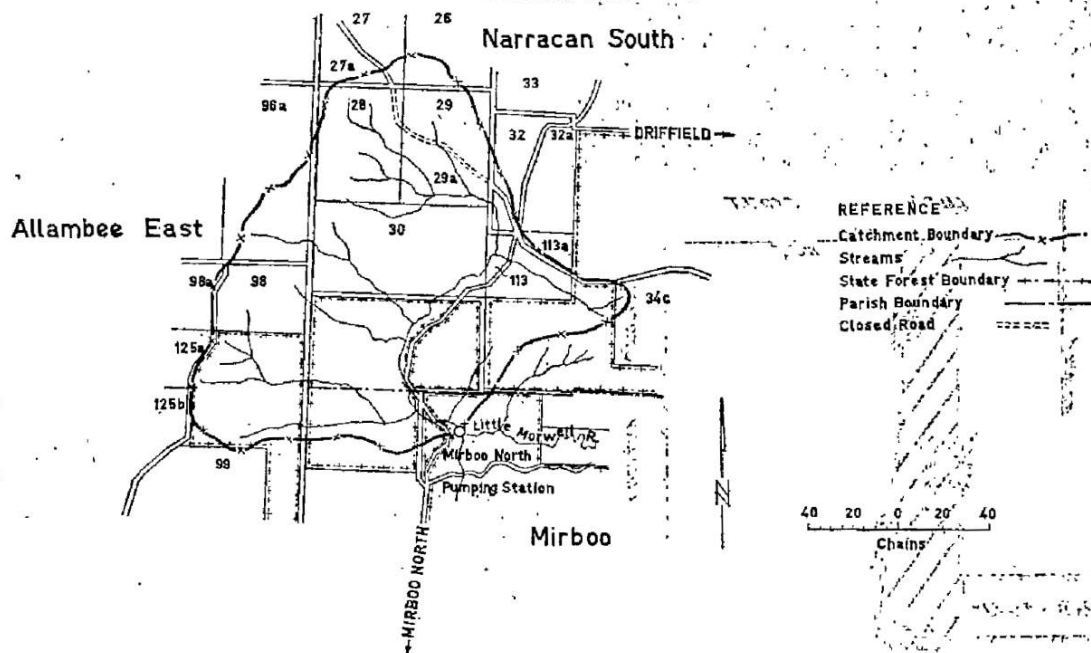 27
26
Narracan South
27a
33
96a
28
29
32
32a
DRIFFIELD
29a
Allambee East
30
113a
98a
98
113
34c
125a
125b
99
Little Morwell R.
Mirboo North
Pumping Station
Mirboo
MIRBOO NORTH
N
REFERENCE
Catchment Boundary
Streams
State Forest Boundary
Parish Boundary
Closed Road
40 20 0 20 40
Chains